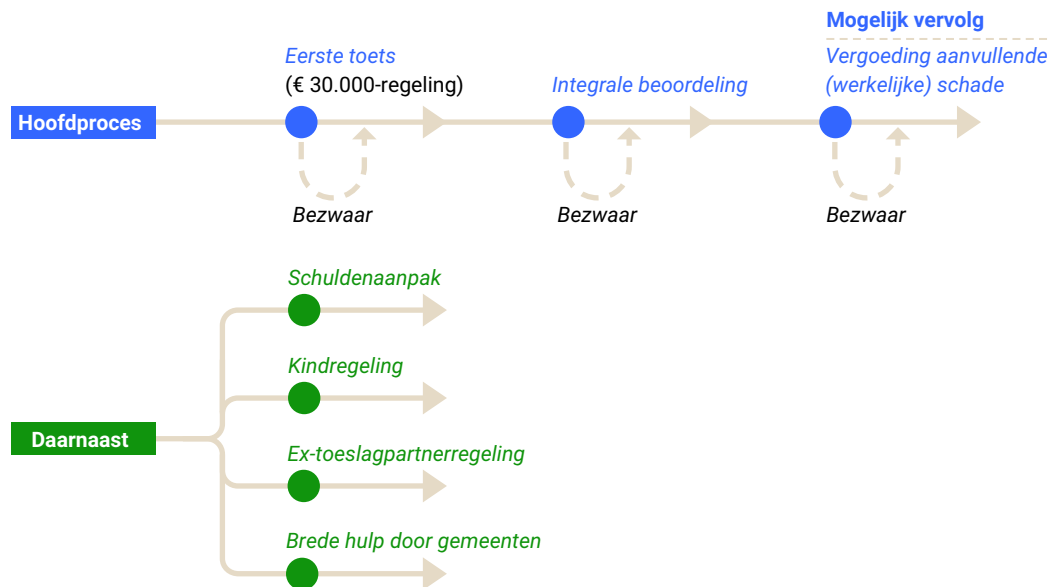 Mogelijk vervolg
Eerste toets
(€ 30.000-regeling)
Integrale beoordeling
Vergoeding aanvullende
(werkelijke) schade
Hoofdproces
Bezwaar
Bezwaar
Bezwaar
Schuldenaanpak
Kindregeling
Daarnaast
Ex-toeslagpartnerregeling
Brede hulp door gemeenten